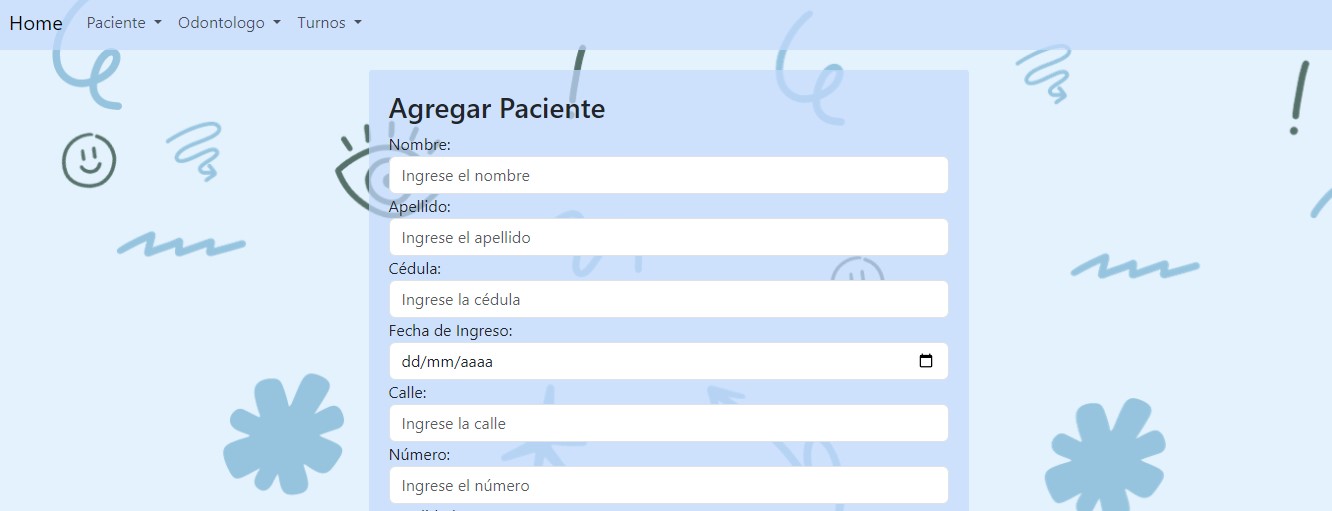 Home Paciente Odontologo Turnos
Agregar Paciente
Nombre:
Ingrese el nombre
Apellido:
Ingrese el apellido
Cédula:
Ingrese la cédula
Fecha de Ingreso:
dd/mm/aaaa
Calle:
Ingrese la calle
Número:
Ingrese el número